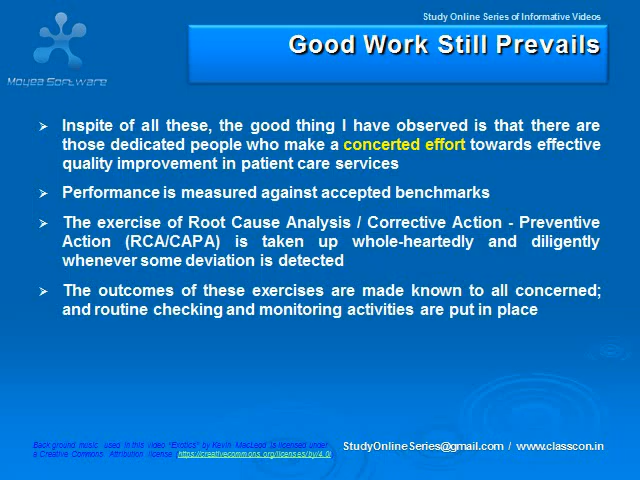 Study Online Series of Informative Videos
Good Work Still Prevails
Moyea Software
Inspite of all these, the good thing I have observed is that there are
those dedicated people who make a concerted effort towards effective
quality improvement in patient care services
Performance is measured against accepted benchmarks
The exercise of Root Cause Analysis / Corrective Action - Preventive
Action (RCA/CAPA) is taken up whole-heartedly and diligently
whenever some deviation is detected
The outcomes of these exercises are made known to all concerned;
and routine checking and monitoring activities are put in place
Background music used in this video "Exotics" by Kevin MacLeod is licensed under
a Creative Commons Attribution license (https://creativecommons.org/licenses/by/4.0/
StudyOnlineSeries@gmail.com / www.classcon.in